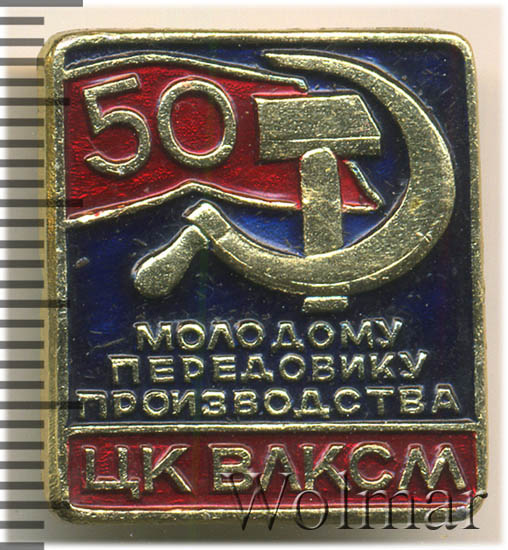 50
МОЛОДОМУ
ПЕРЕДОВИКУ
ПРОИЗВОДСТВА
ЦК ВЛКСМ
Wolmar